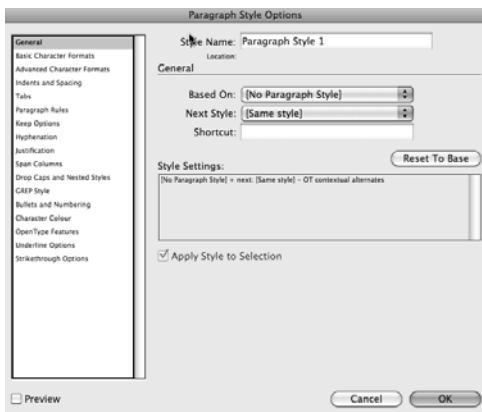 Paragraph Style Options
General
Basic Character Formats
Advanced Character Formats
Indents and Spacing
Tabs
Paragraph Rules
Keep Options
Hyphenation
Justification
Span Columns
Drop Caps and Nested Styles
GREP Style
Bullets and Numbering
Character Colour
OpenType Features
Underline Options
Strikethrough Options
Style Name: Paragraph Style 1
Location:
General
Based On: [No Paragraph Style]
Next Style: [Same style]
Shortcut:
Reset To Base
Style Settings:
[No Paragraph Style] + next: [Same style] - OT contextual alternates
Apply Style to Selection
Preview
Cancel
OK